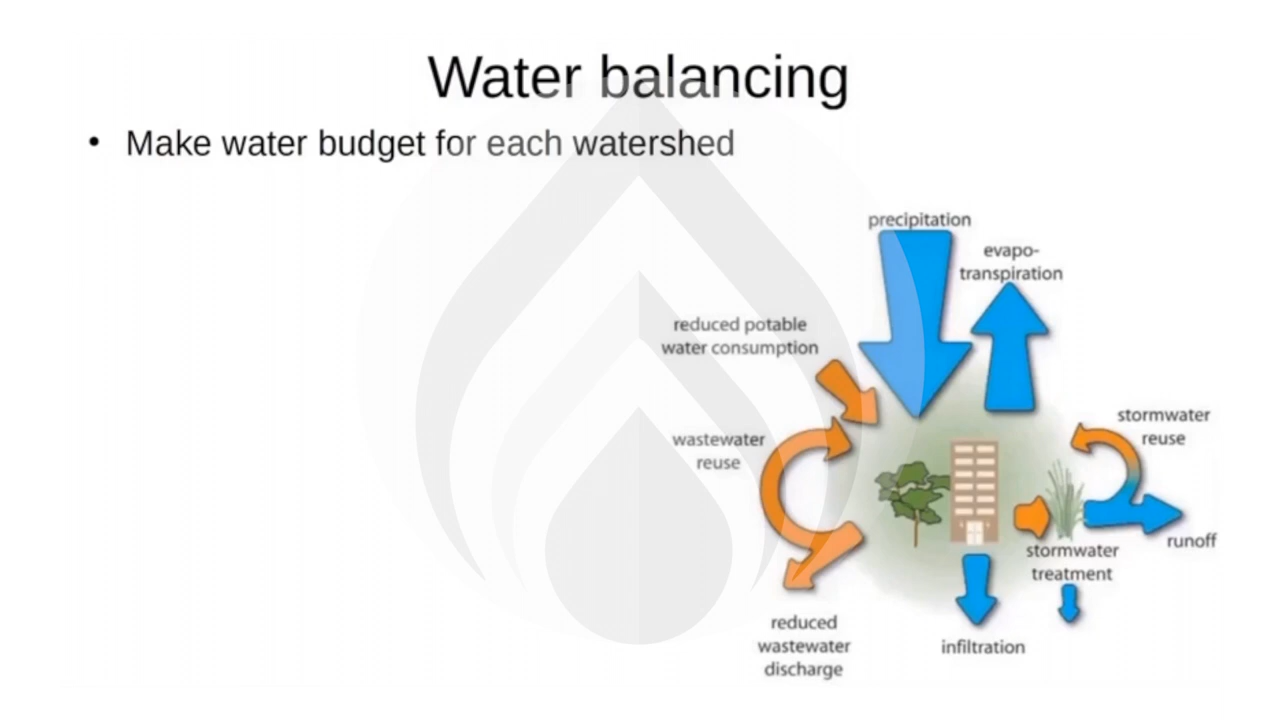 Water balancing
• Make water budget for each watershed
precipitation
evapo-
transpiration
reduced potable
water consumption
stormwater
reuse
wastewater
reuse
runoff
stormwater
treatment
reduced
wastewater
discharge
infiltration